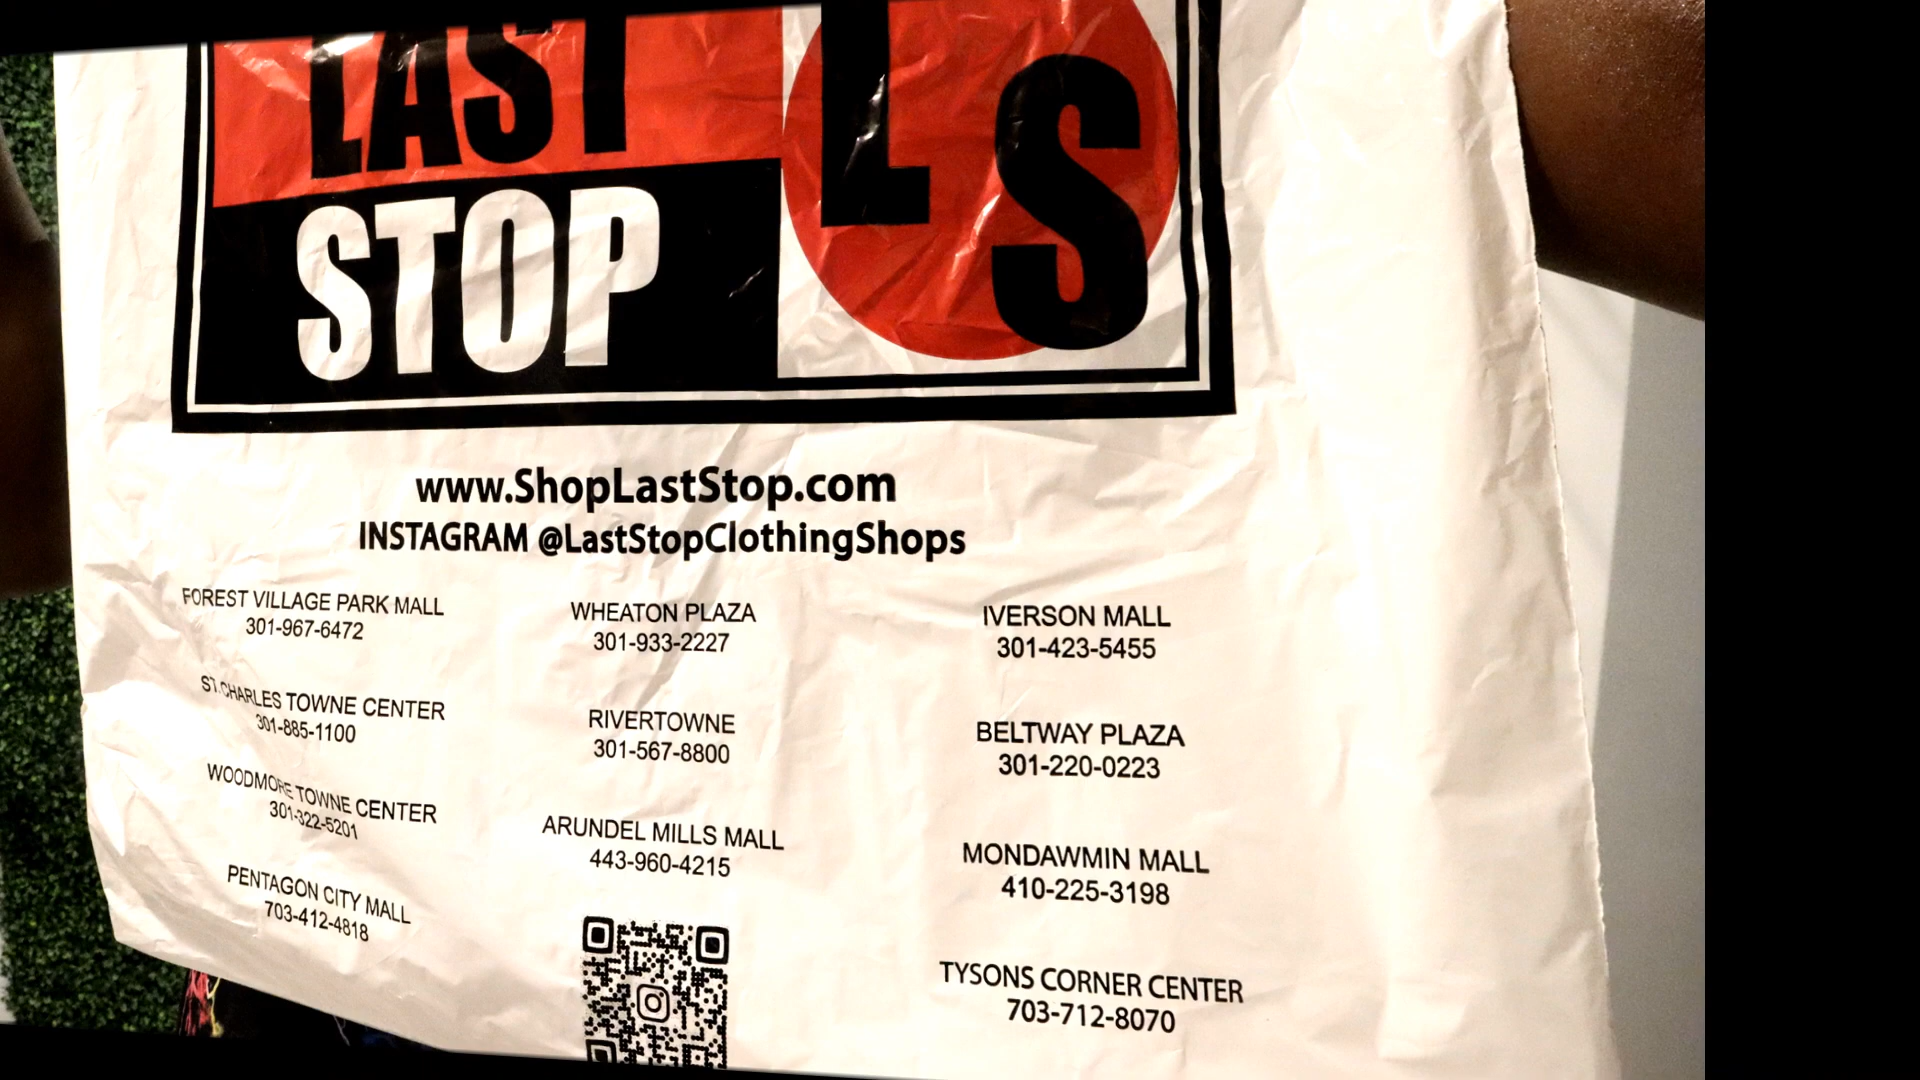 LAST
STOP
LS
www.ShopLastStop.com
INSTAGRAM @LastStopClothingShops
FOREST VILLAGE PARK MALL
301-967-6472
ST.CHARLES TOWNE CENTER
301-885-1100
WOODMORE TOWNE CENTER
301-322-5201
PENTAGON CITY MALL
703-412-4818
WHEATON PLAZA
301-933-2227
RIVERTOWNE
301-567-8800
ARUNDEL MILLS MALL
443-960-4215
IVERSON MALL
301-423-5455
BELTWAY PLAZA
301-220-0223
MONDAWMIN MALL
410-225-3198
TYSONS CORNER CENTER
703-712-8070